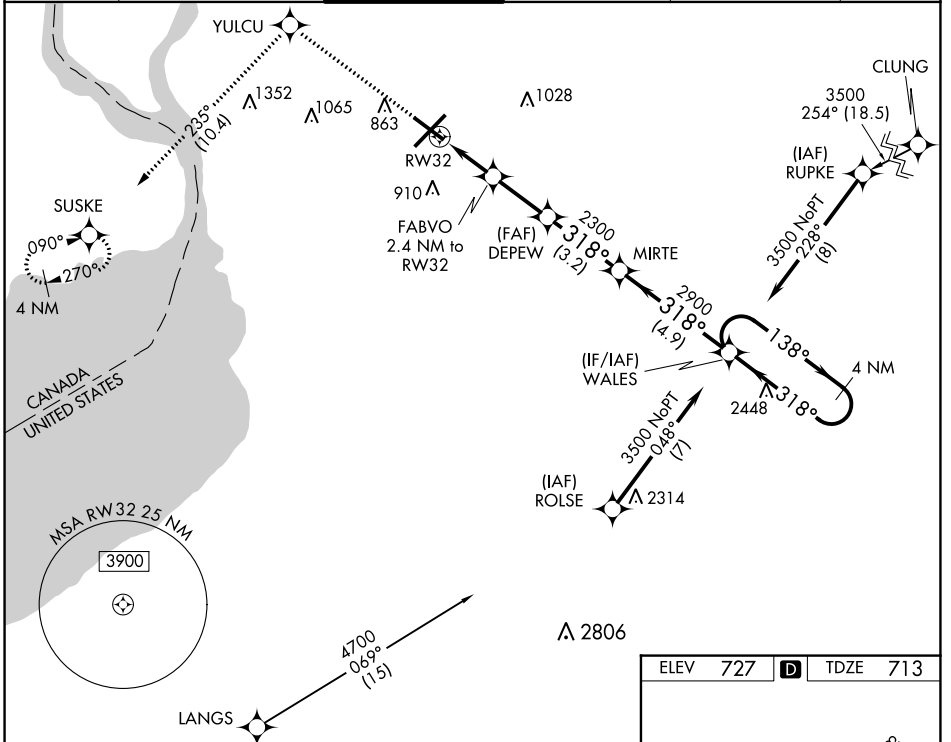 YULCU
1352
1065
863
1028
235°
(10.4)
CLUNG
3500
254° (18.5)
(IAF)
RUPKE
RW32
910
SUSKE
090°
270°
4 NM
FABVO
2.4 NM to
RW32
(FAF)
DEPEW
2300
318°
(3.2)
MIRTE
3500 NoPT
228°
(8)
2900
318°
(4.9)
138°
4 NM
(IF/IAF)
WALES
318°
2448
CANADA
UNITED STATES
3500 NoPT
048°
(7)
(IAF)
ROLSE
2314
MSA RW32 25 NM
3900
2806
4700
069°
(15)
LANGS
ELEV 727 D TDZE 713